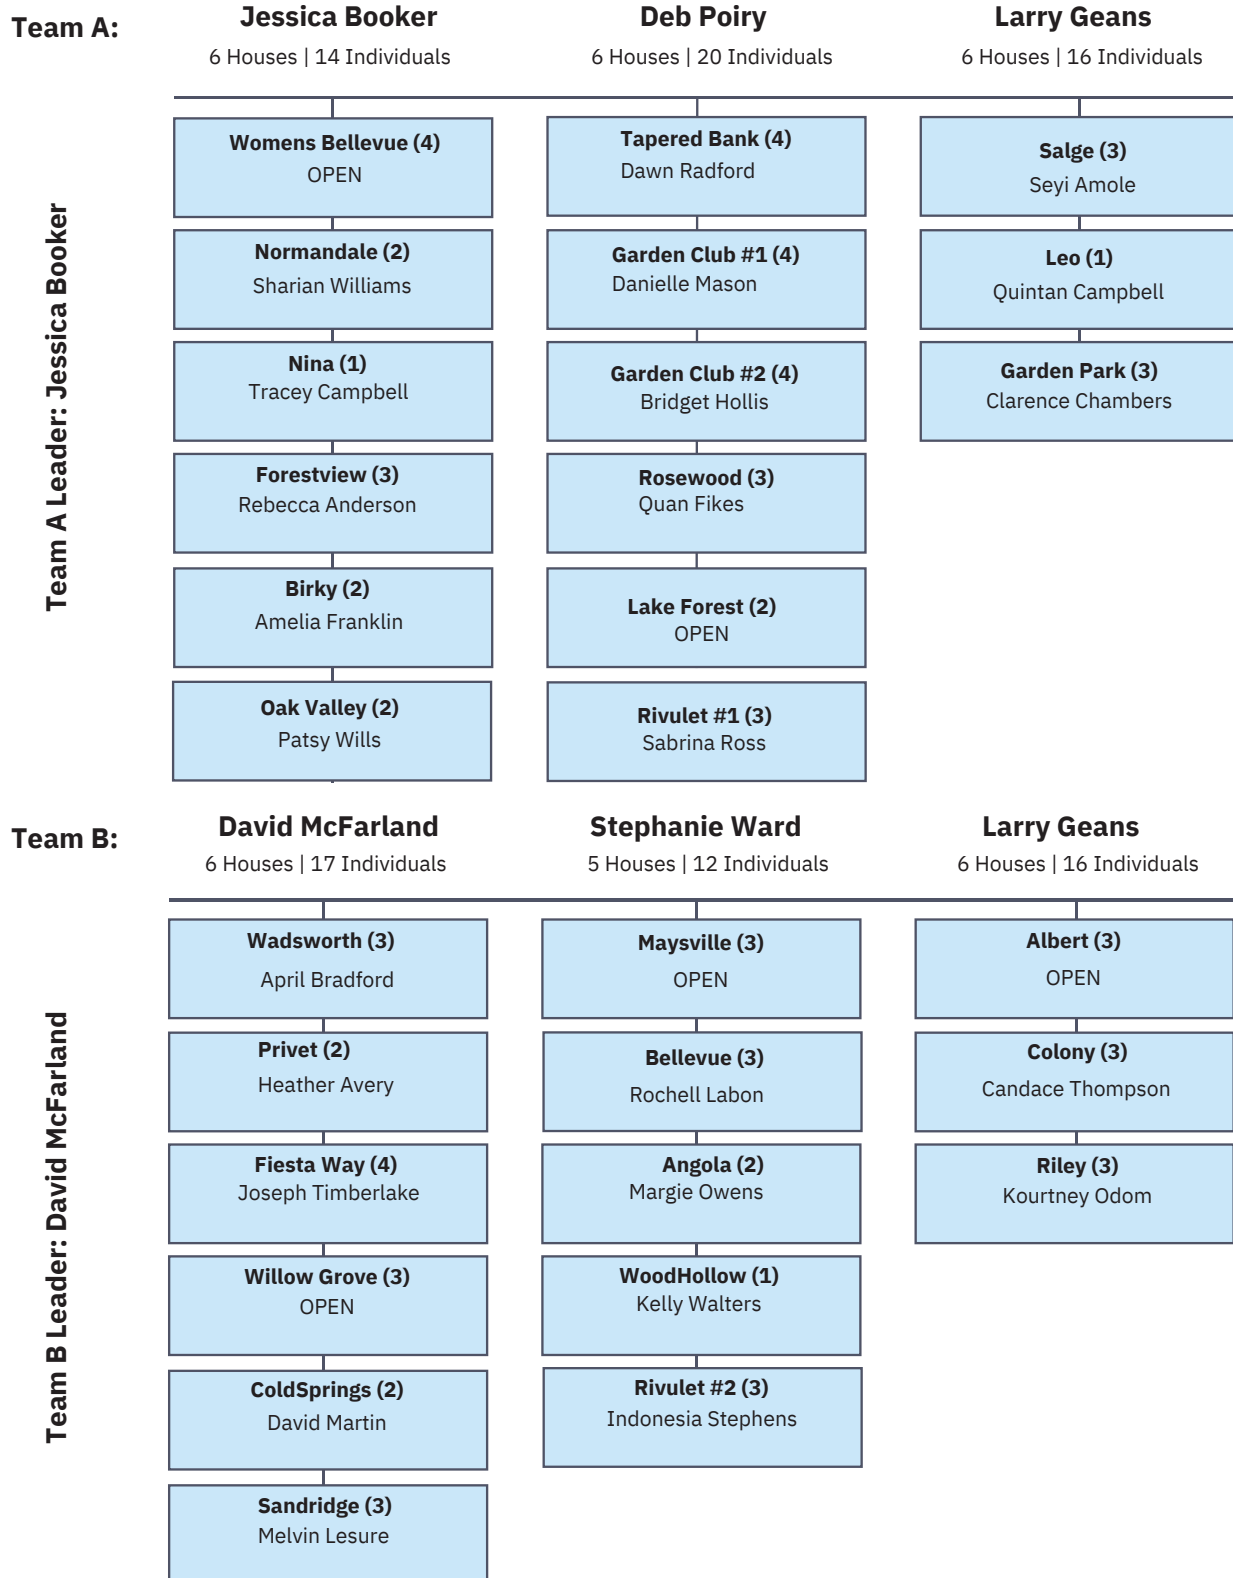 Team A:
Jessica Booker
6 Houses | 14 Individuals
Deb Poiry
6 Houses | 20 Individuals
Larry Geans
6 Houses | 16 Individuals
Team A Leader: Jessica Booker
Womens Bellevue (4)
OPEN
Normandale (2)
Sharian Williams
Nina (1)
Tracey Campbell
Forestview (3)
Rebecca Anderson
Birky (2)
Amelia Franklin
Oak Valley (2)
Patsy Wills
Tapered Bank (4)
Dawn Radford
Garden Club #1 (4)
Danielle Mason
Garden Club #2 (4)
Bridget Hollis
Rosewood (3)
Quan Fikes
Lake Forest (2)
OPEN
Rivulet #1 (3)
Sabrina Ross
Salge (3)
Seyi Amole
Leo (1)
Quintan Campbell
Garden Park (3)
Clarence Chambers
Team B:
David McFarland
6 Houses | 17 Individuals
Stephanie Ward
5 Houses | 12 Individuals
Larry Geans
6 Houses | 16 Individuals
Team B Leader: David McFarland
Wadsworth (3)
April Bradford
Privet (2)
Heather Avery
Fiesta Way (4)
Joseph Timberlake
Willow Grove (3)
OPEN
ColdSprings (2)
David Martin
Sandridge (3)
Melvin Lesure
Maysville (3)
OPEN
Bellevue (3)
Rochell Labon
Angola (2)
Margie Owens
WoodHollow (1)
Kelly Walters
Rivulet #2 (3)
Indonesia Stephens
Albert (3)
OPEN
Colony (3)
Candace Thompson
Riley (3)
Kourtney Odom